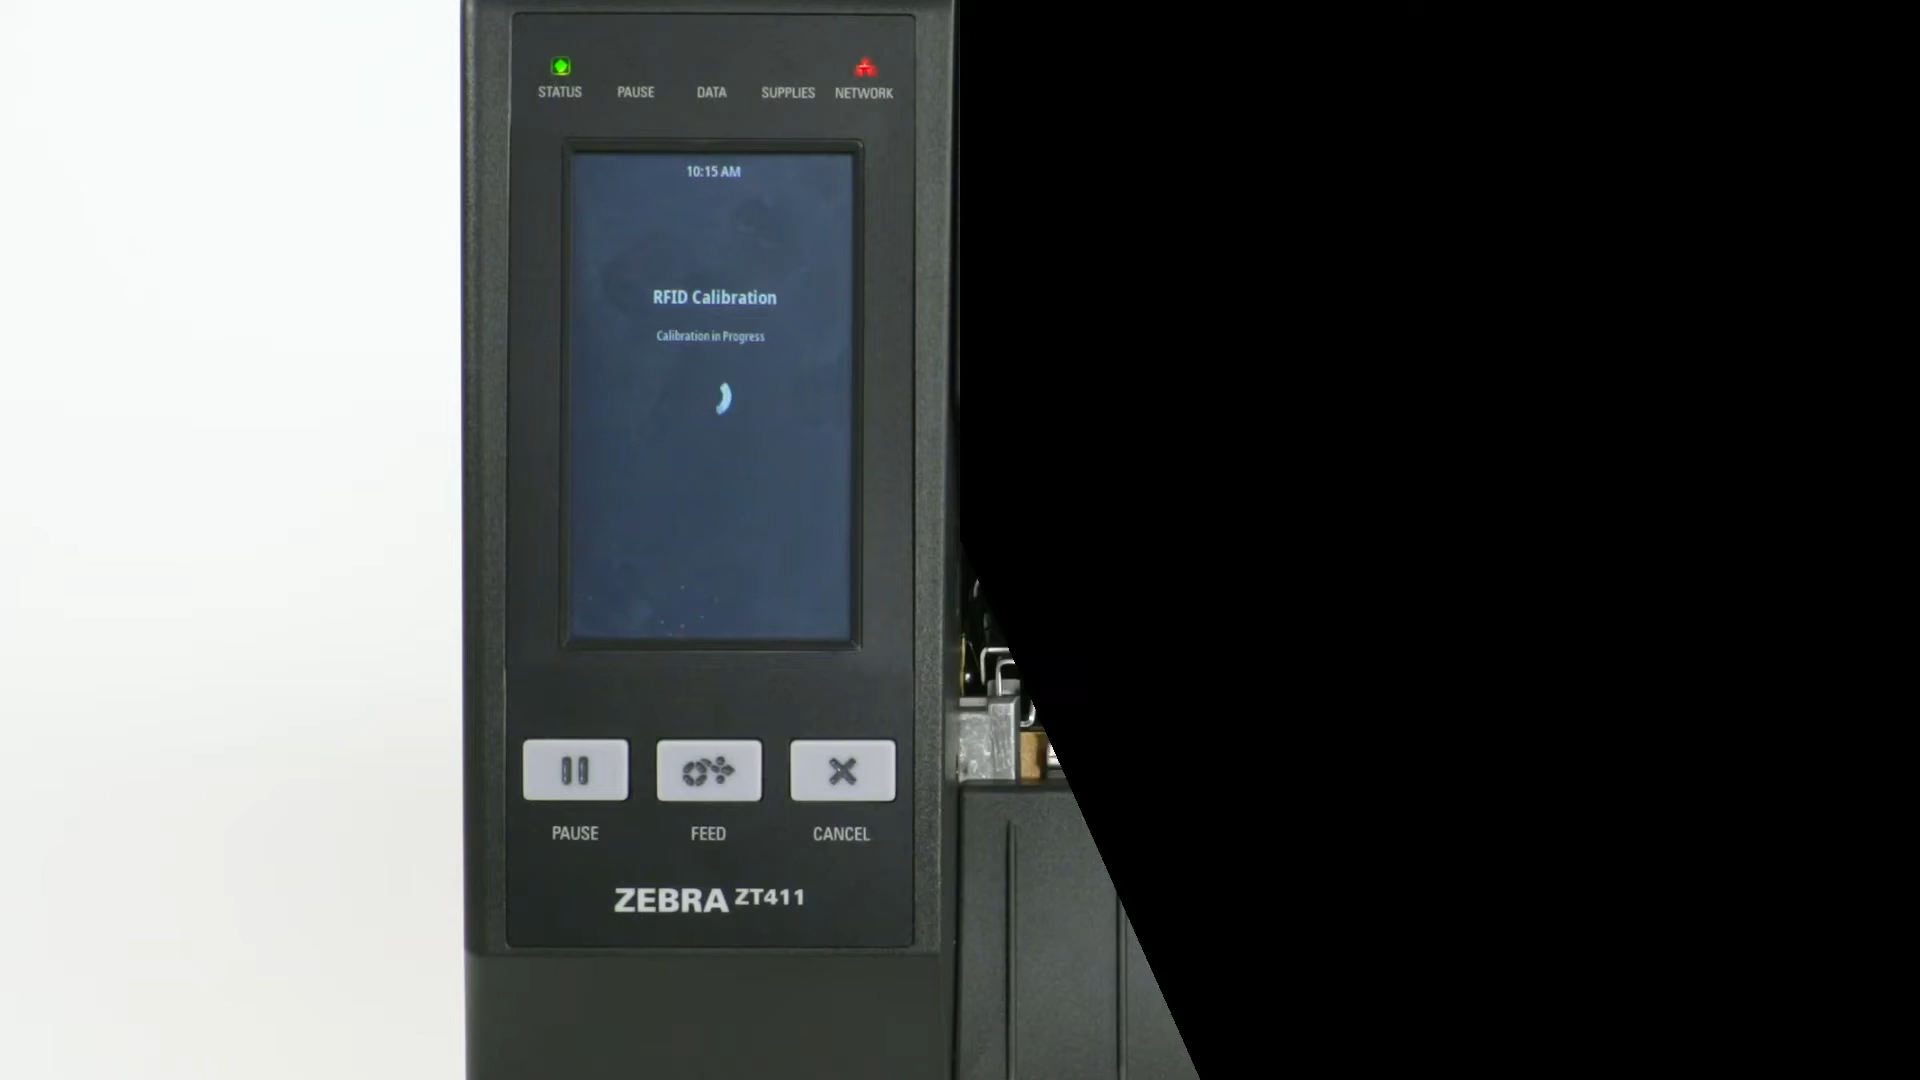 STATUS PAUSE DATA SUPPLIES NETWORK
10:15 AM
RFID Calibration
Calibration in Progress
PAUSE FEED CANCEL
ZEBRA ZT411